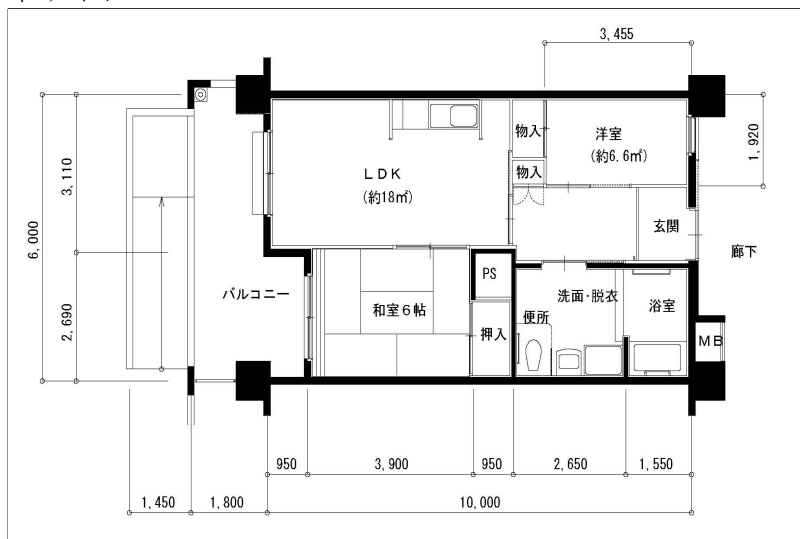 3,455
物入
洋室
(約6.6㎡)
1,920
LDK
(約18㎡)
物入
3,110
6,000
玄関
廊下
PS
バルコニー
洗面・脱衣
浴室
和室6帖
便所
2,690
押入
MB
950
3,900
950
2,650
1,550
1,450
1,800
10,000